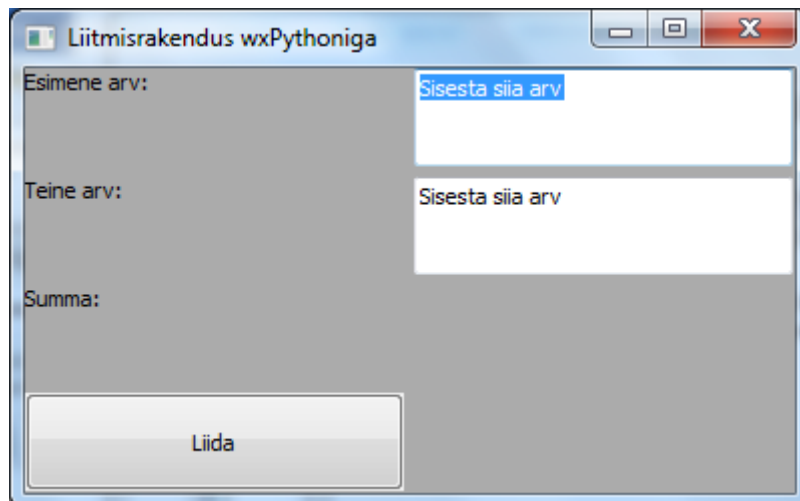 Liitmisrakendus wxPythoniga
Esimene arv:
Sisesta siia arv
Teine arv:
Sisesta siia arv
Summa:
Liida